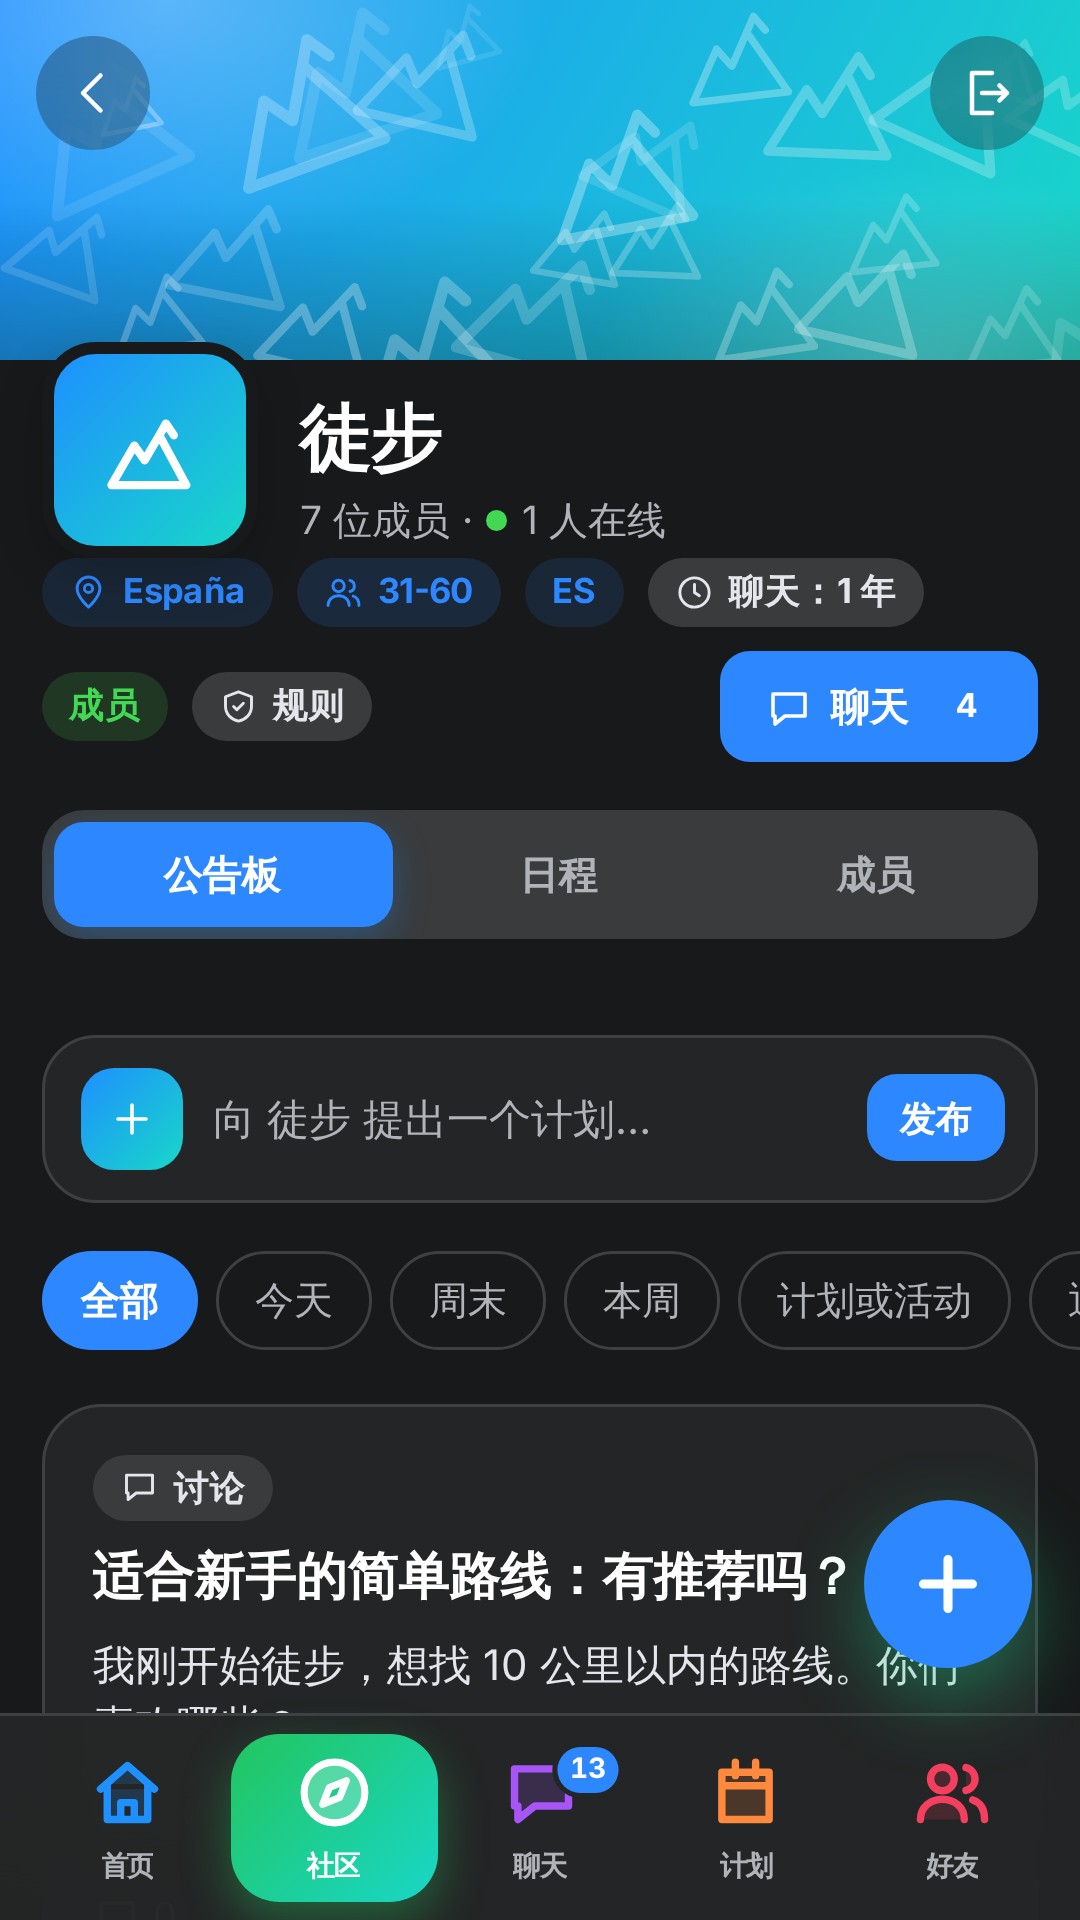 徒步
7 位成员 · 1 人在线
España 31-60 ES 聊天：1 年
成员 规则 聊天 4
公告板 日程 成员
向 徒步 提出一个计划...
发布
全部 今天 周末 本周 计划或活动
讨论
适合新手的简单路线：有推荐吗？
我刚开始徒步，想找 10 公里以内的路线。你们
13
首页 社区 聊天 计划 好友